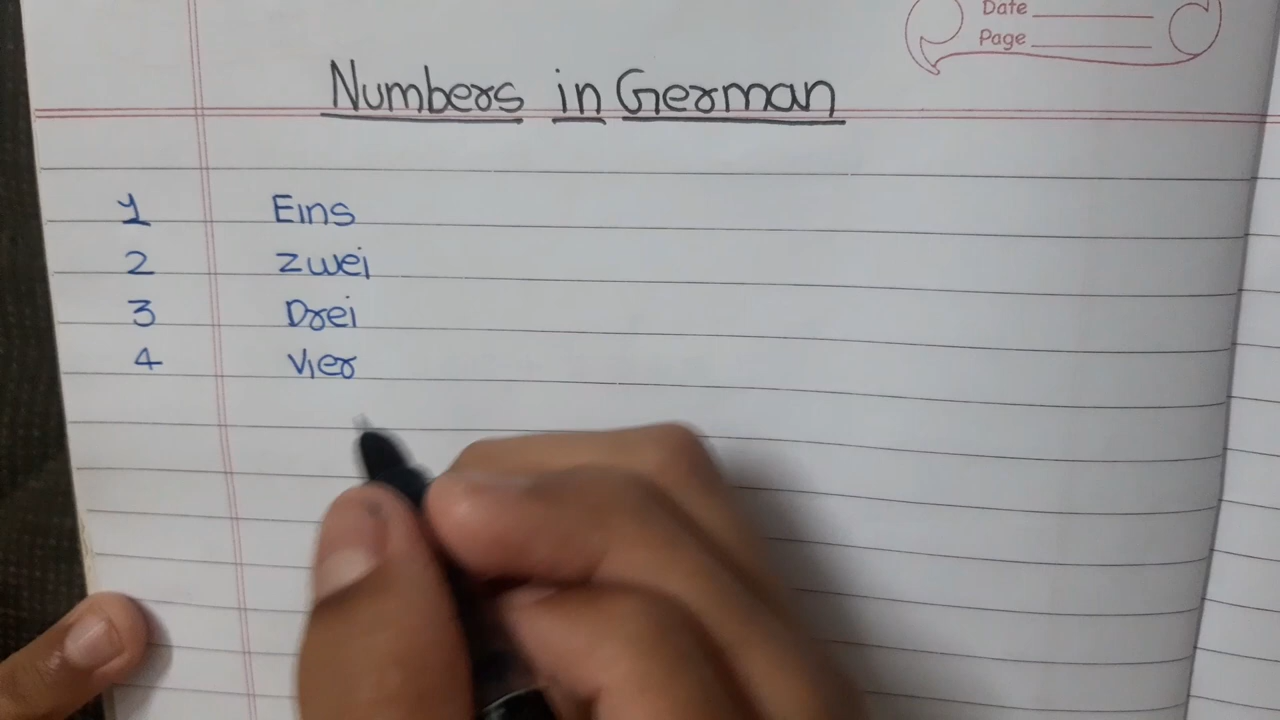 Date
Page
Numbers in German
1 Eins
2 Zwei
3 Drei
4 Vier